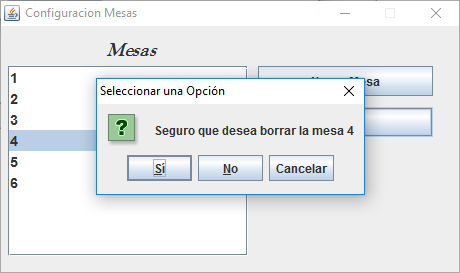 Configuracion Mesas
Mesas
1
2
3
4
5
6
Mesa
Seleccionar una Opción
Seguro que desea borrar la mesa 4
Sí
No
Cancelar